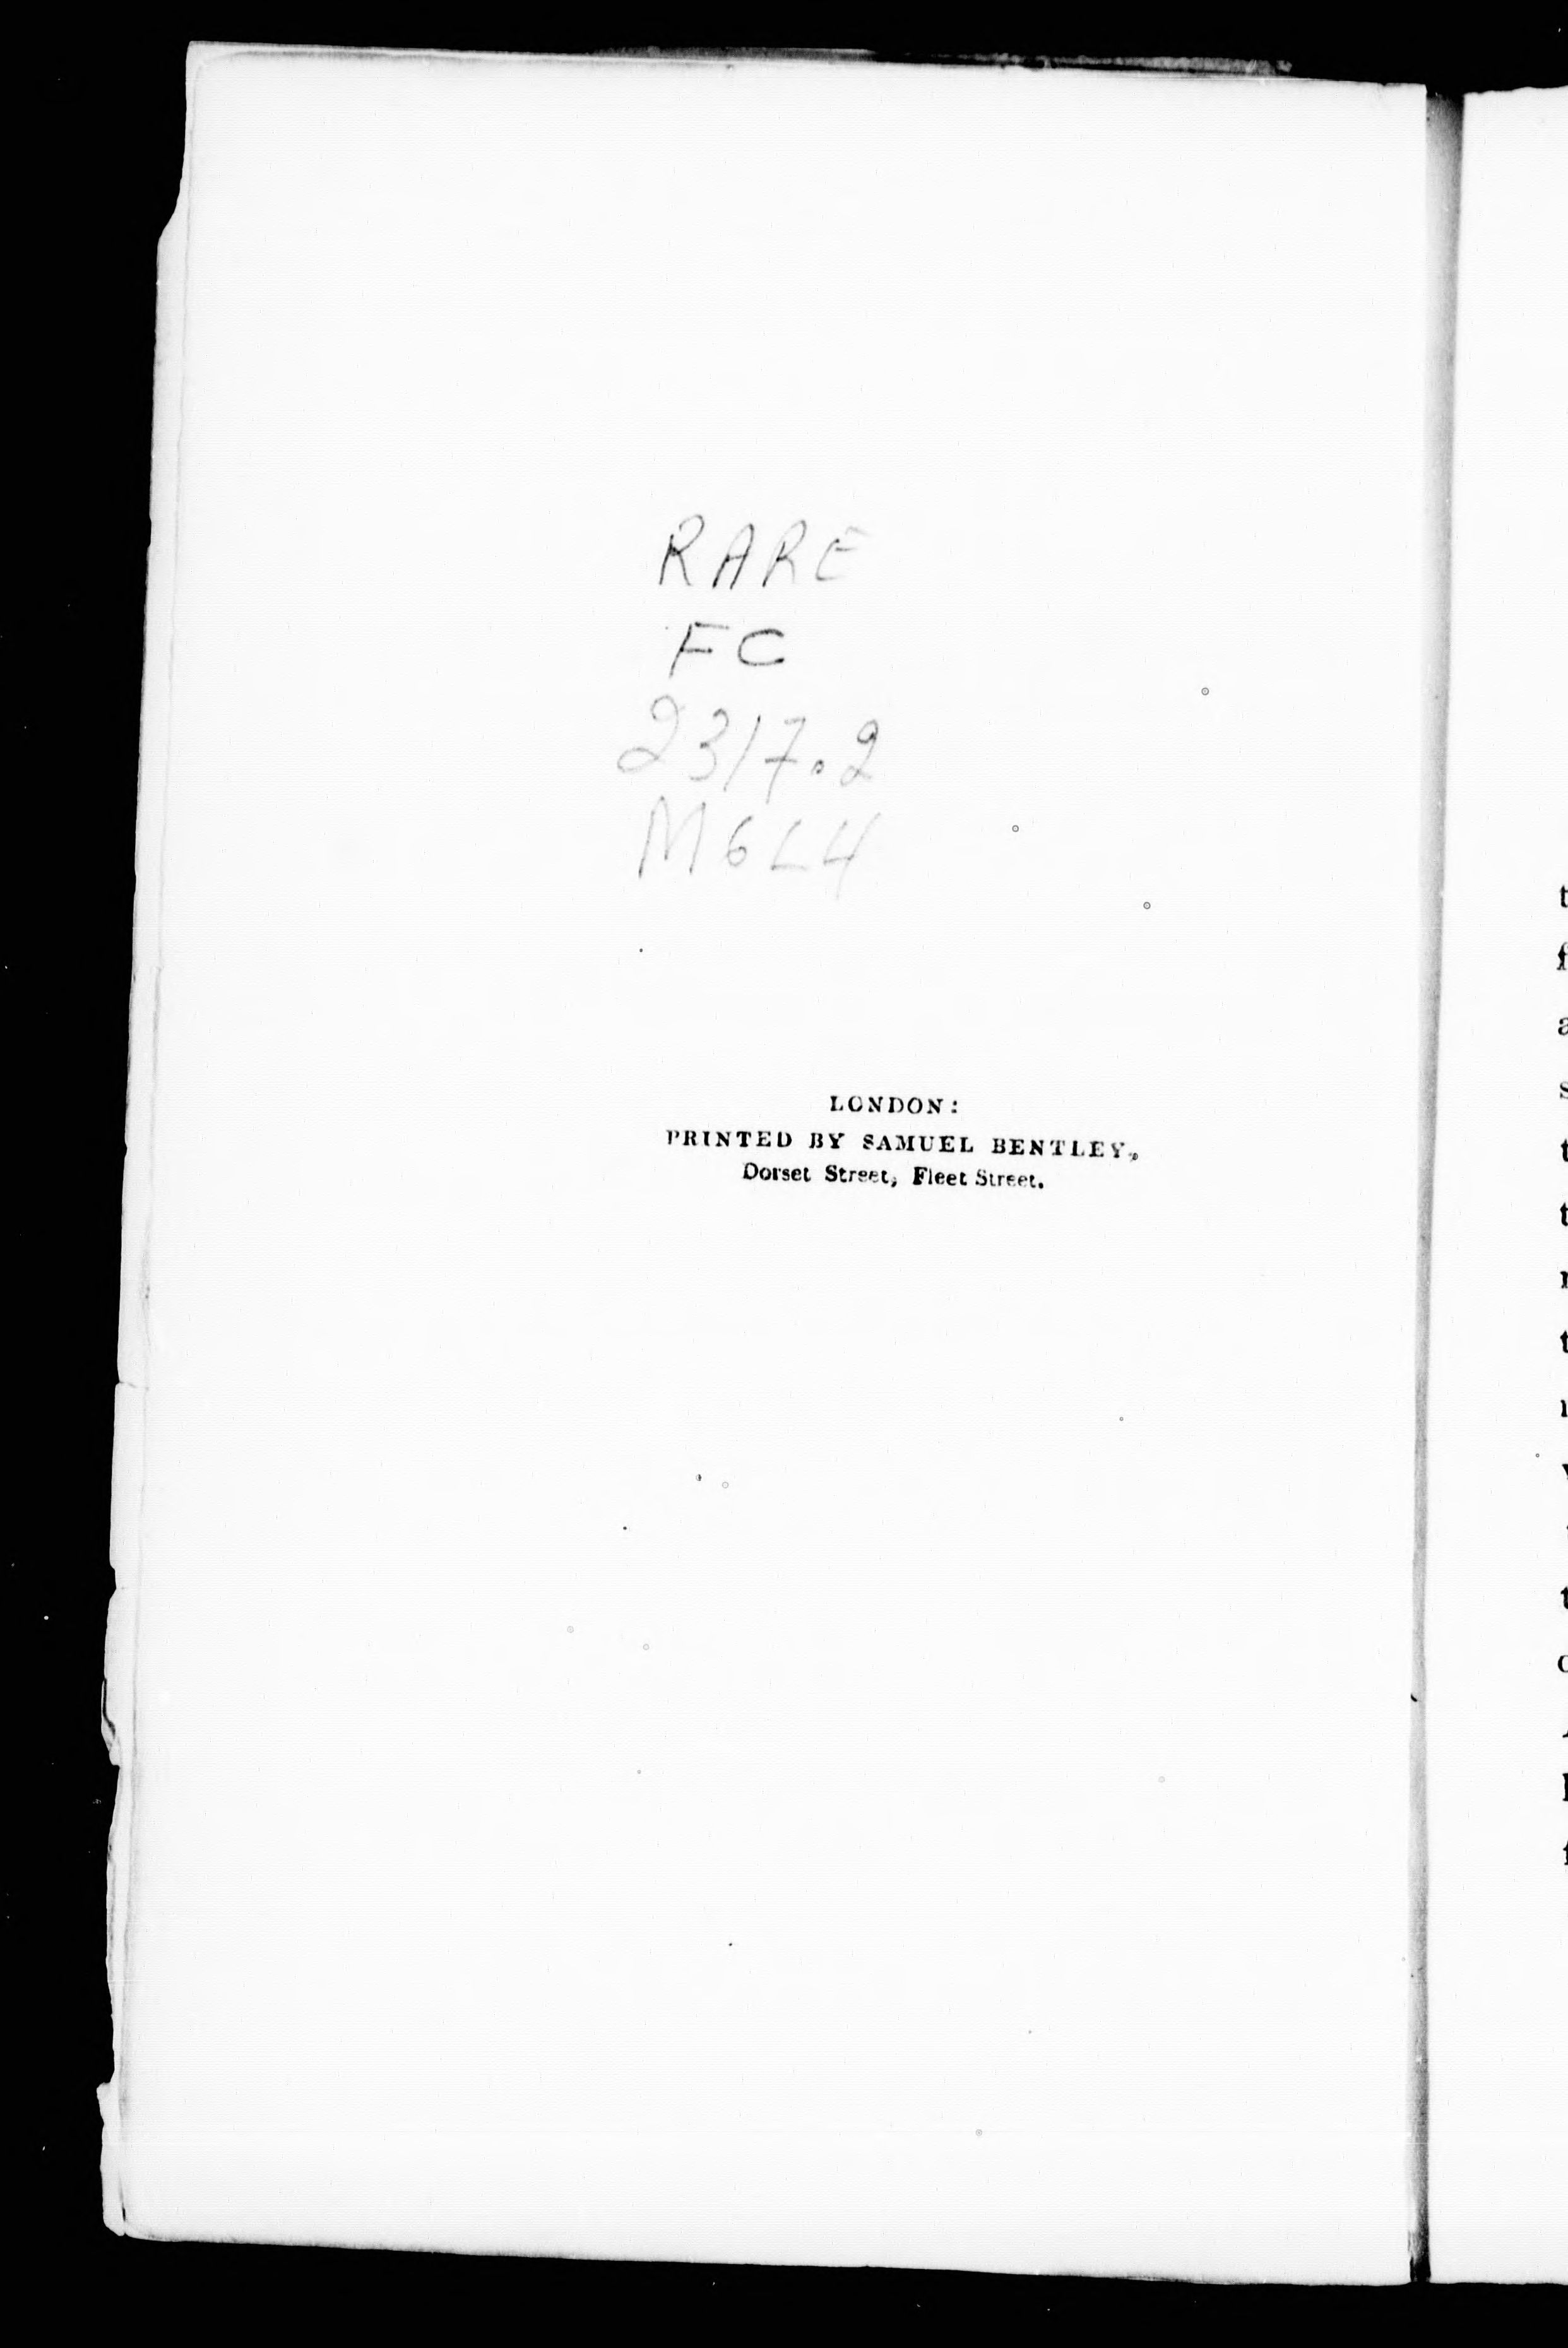 RARE
FC
2317.2
M6L4
LONDON:
PRINTED BY SAMUEL BENTLEY,
Dorset Street, Fleet Street.